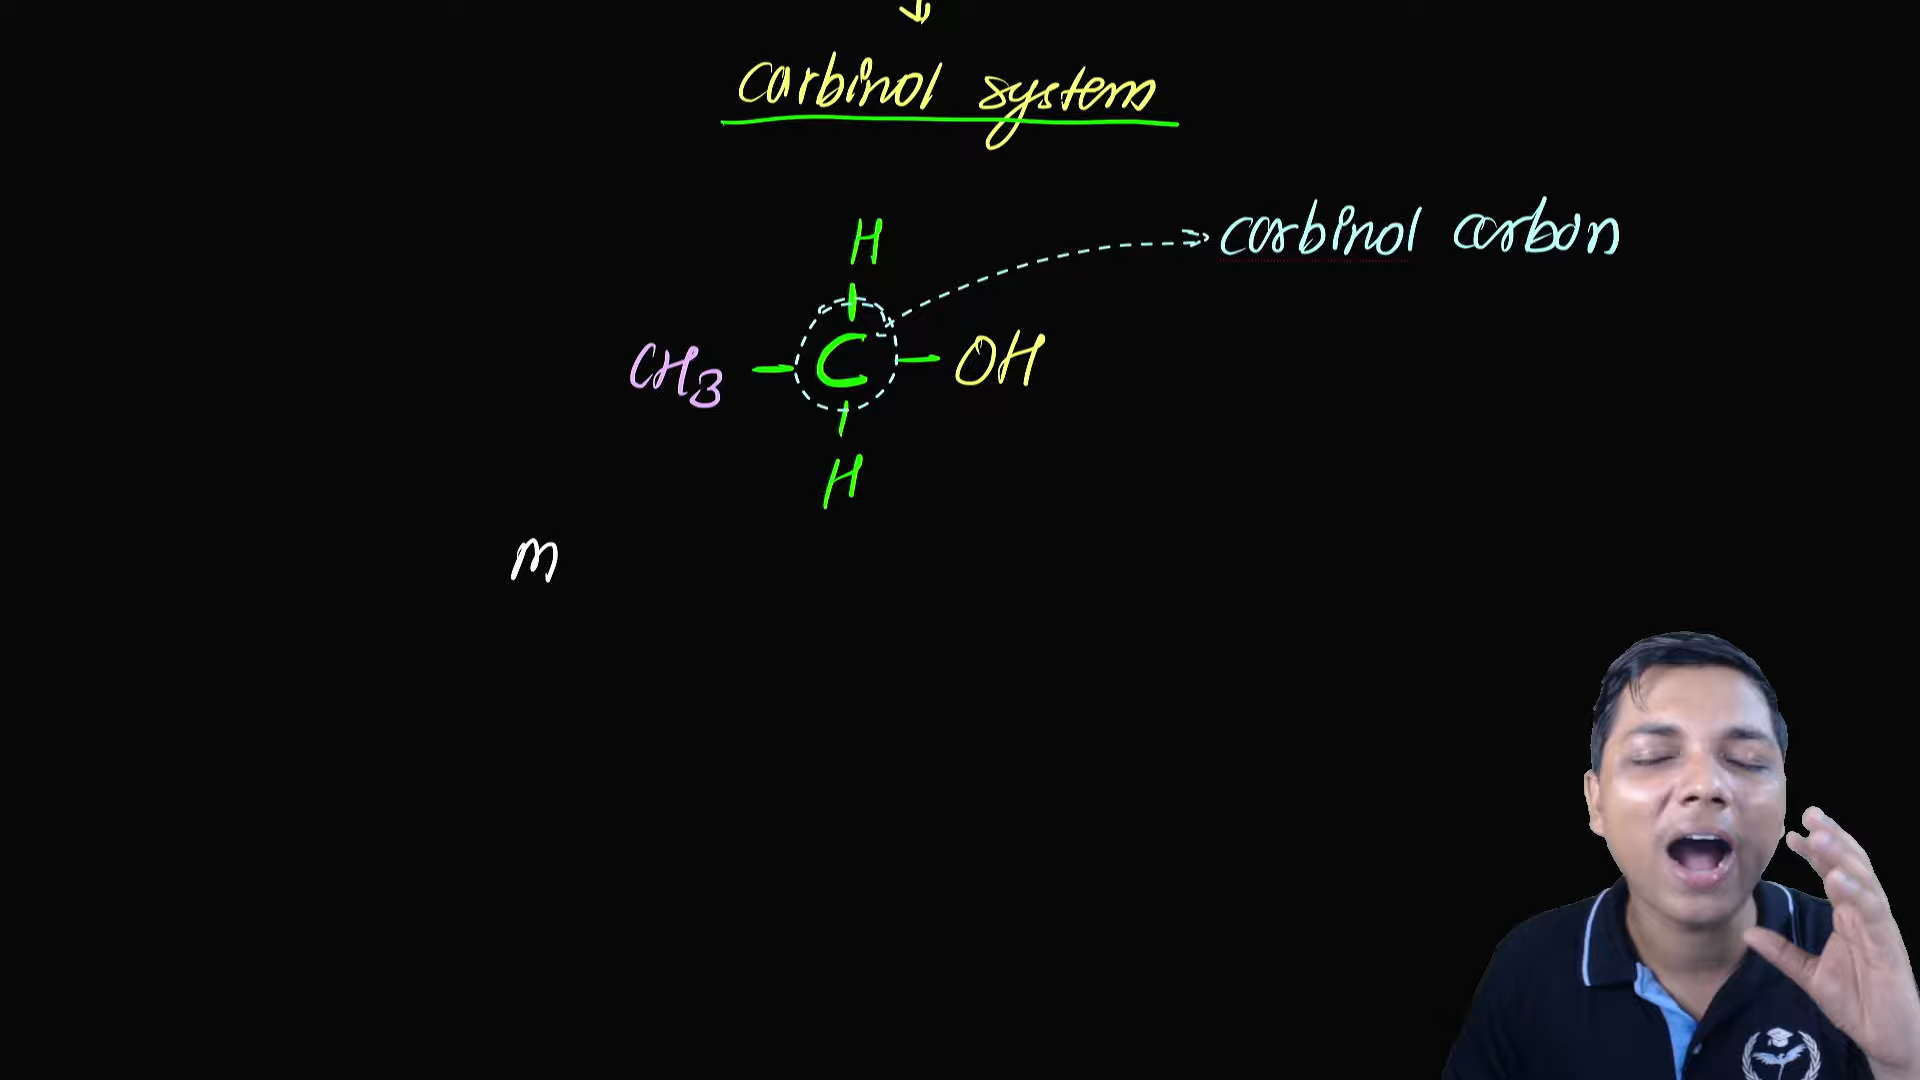 carbinol system
H
carbinol carbon
CH3 - C - OH
H
m